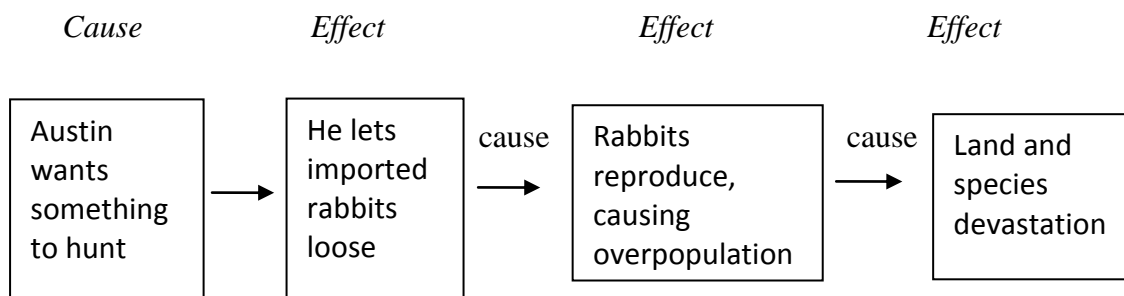 Cause Effect Effect Effect
Austin
wants
something
to hunt
He lets
imported
rabbits
loose
cause
Rabbits
reproduce,
causing
overpopulation
cause
Land and
species
devastation